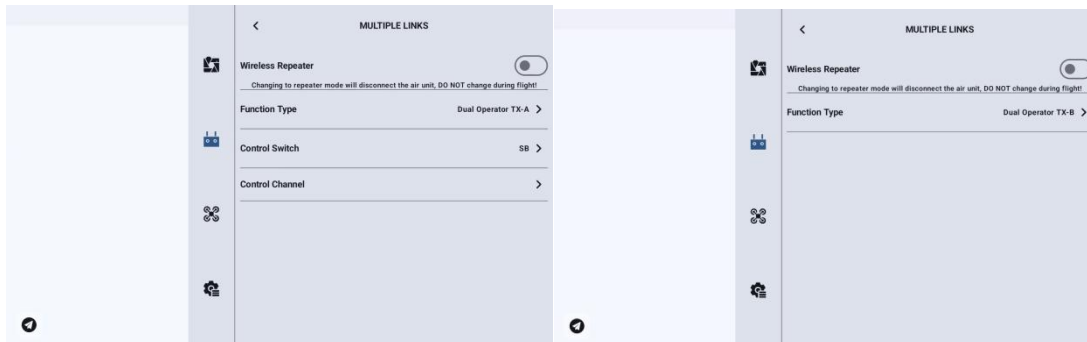 MULTIPLE LINKS
Wireless Repeater
Changing to repeater mode will disconnect the air unit, DO NOT change during flight!
Function Type Dual Operator TX-A
Control Switch SB
Control Channel
MULTIPLE LINKS
Wireless Repeater
Changing to repeater mode will disconnect the air unit, DO NOT change during flight!
Function Type Dual Operator TX-B